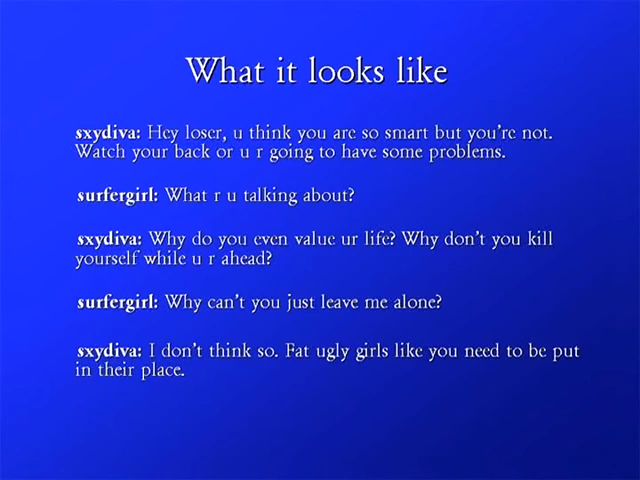 What it looks like
sxydiva: Hey loser, u think you are so smart but you're not.
Watch your back or u r going to have some problems.
surfergirl: What r u talking about?
sxydiva: Why do you even value ur life? Why don't you kill
yourself while u r ahead?
surfergirl: Why can't you just leave me alone?
sxydiva: I don't think so. Fat ugly girls like you need to be put
in their place.